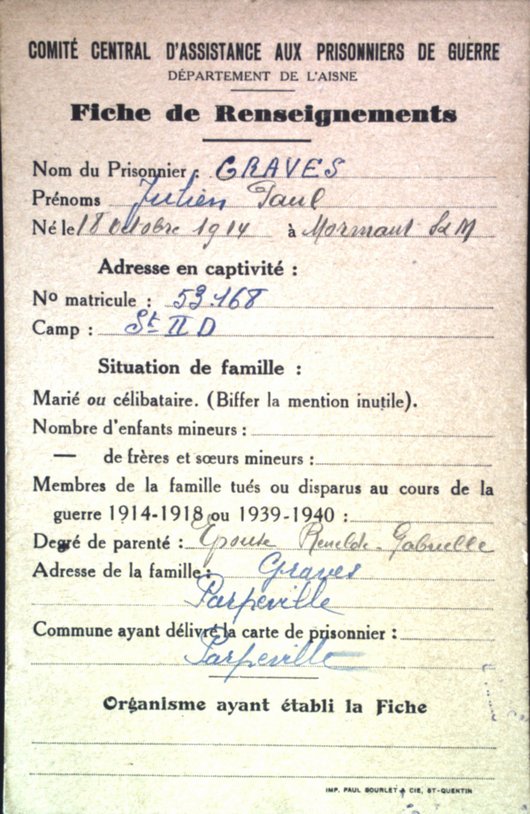 COMITÉ CENTRAL D'ASSISTANCE AUX PRISONNIERS DE GUERRE
DÉPARTEMENT DE L'AISNE
Fiche de Renseignements
Nom du Prisonnier : GRAVES
Prénoms Julien Paul
Né le 18 Octobre 1914 à Mormant S&M
Adresse en captivité :
No matricule : 53.168
Camp : St II D
Situation de famille :
Marié ou célibataire. (Biffer la mention inutile).
Nombre d'enfants mineurs :
— de frères et sœurs mineurs :
Membres de la famille tués ou disparus au cours de la
guerre 1914-1918 ou 1939-1940 :
Degré de parenté : Epouse Renelde Gabrielle
Adresse de la famille : Graves
Parpeville
Commune ayant délivré la carte de prisonnier :
Parpeville
Organisme ayant établi la Fiche
IMP. PAUL BOURLET & CIE, ST-QUENTIN